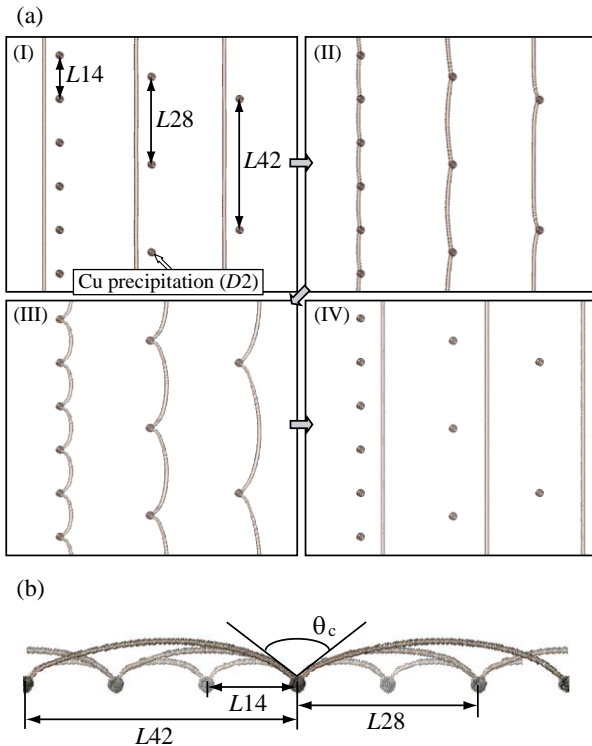 (a)
(I)
(II)
L14
L28
L42
Cu precipitation (D2)
(III)
(IV)
(b)
θc
L14
L28
L42